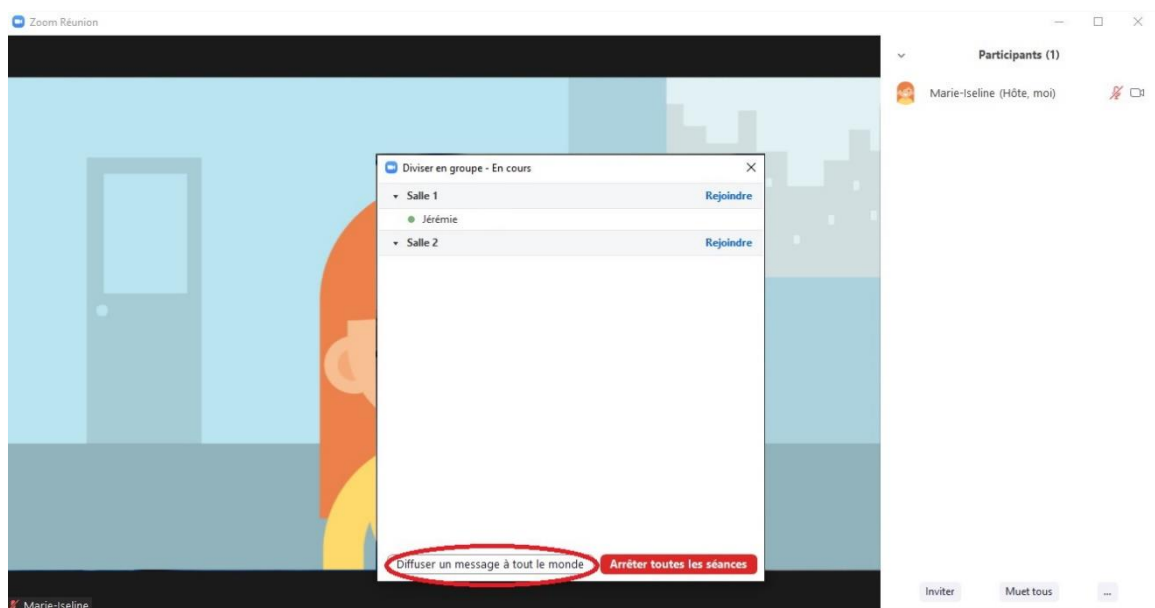 Zoom Réunion
Participants (1)
Marie-Iseline (Hôte, moi)
Diviser en groupe - En cours
Salle 1 Rejoindre
Jérémie
Salle 2 Rejoindre
Diffuser un message à tout le monde Arrêter toutes les séances
Inviter Muet tous ...
Marie-Iseline